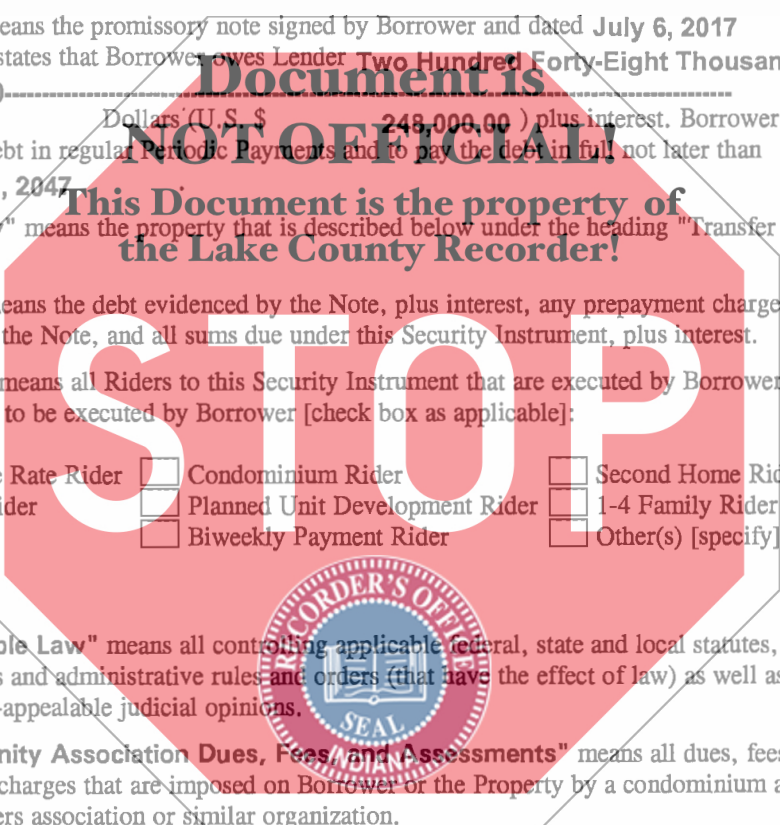 eans the promissory note signed by Borrower and dated July 6, 2017
states that Borrower owes Lender Two Hundred Forty-Eight Thousan
Document is
Dollars (U.S. $ 248,000.00 ) plus interest. Borrower
NOT OFFICIAL!
ebt in regular Periodic Payments and to pay the debt in full not later than
, 2047
This Document is the property of
" means the property that is described below under the heading "Transfer
the Lake County Recorder!
eans the debt evidenced by the Note, plus interest, any prepayment charge
the Note, and all sums due under this Security Instrument, plus interest.
STOP
means all Riders to this Security Instrument that are executed by Borrower
to be executed by Borrower [check box as applicable]:
Rate Rider Condominium Rider Second Home Rid
ider Planned Unit Development Rider 1-4 Family Rider
Biweekly Payment Rider Other(s) [specify]
RECORDER'S OFFICE
ble Law" means all controlling applicable federal, state and local statutes,
s and administrative rules and orders (that have the effect of law) as well as
-appealable judicial opinions.
SEAL
INDIANA
nity Association Dues, Fees, and Assessments" means all dues, fees
charges that are imposed on Borrower or the Property by a condominium a
ers association or similar organization.